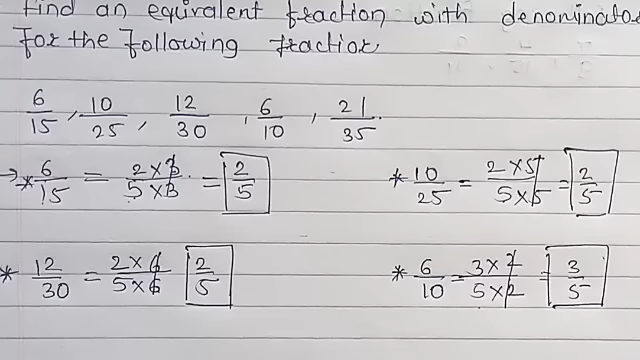 Find an equivalent fraction with denominator
for the following fraction
6/15, 10/25, 12/30, 6/10, 21/35.
→* 6/15 = 2×3/5×3 = 2/5
* 10/25 = 2×5/5×5 = 2/5
* 12/30 = 2×6/5×6 2/5
* 6/10 = 3×2/5×2 = 3/5